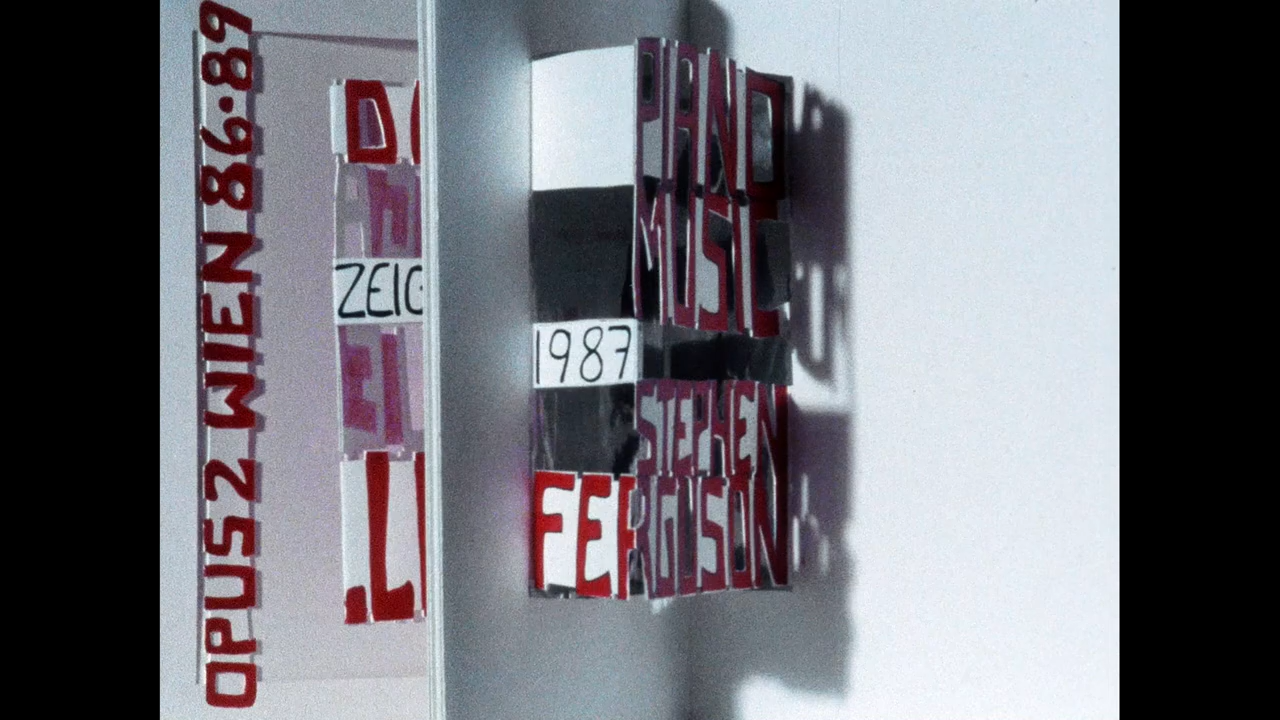 OPUS 2 WIEN 86•89
ZEIG
PIANO
MUSIC
1987
STEPHEN
FERGUSON